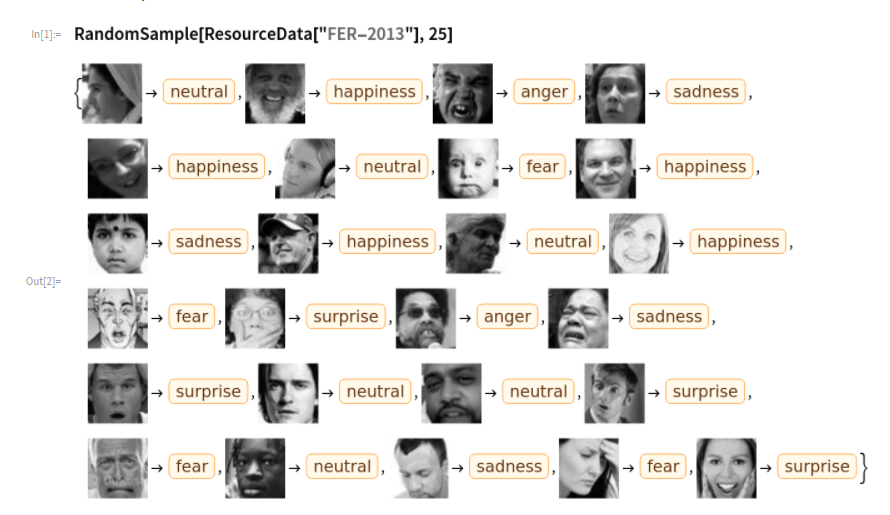 In[1]:= RandomSample[ResourceData["FER-2013"], 25]
{ → neutral , → happiness , → anger , → sadness ,
→ happiness , → neutral , → fear , → happiness ,
→ sadness , → happiness , → neutral , → happiness ,
Out[2]=
→ fear , → surprise , → anger , → sadness ,
→ surprise , → neutral , → neutral , → surprise ,
→ fear , → neutral , → sadness , → fear , → surprise }